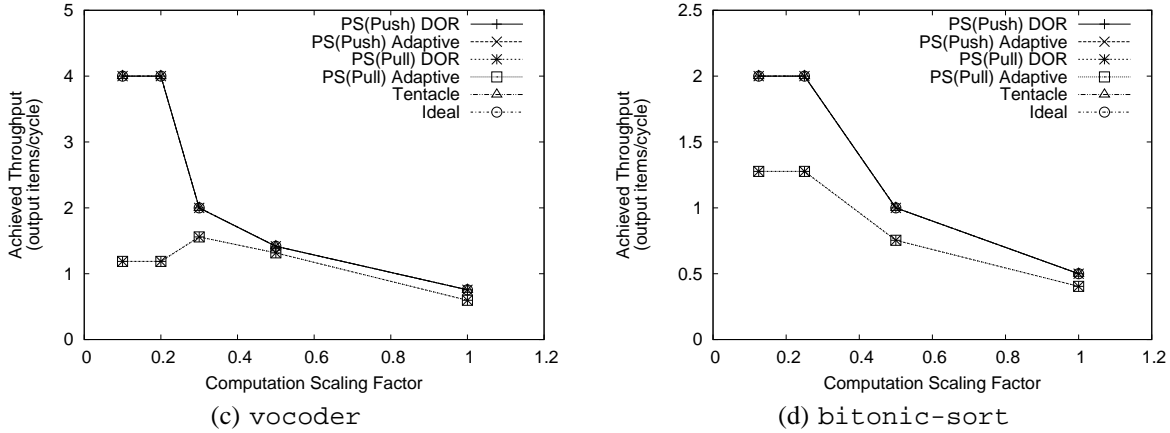 Achieved Throughput
(output items/cycle)
5
4
3
2
1
0
0
0.2
0.4
0.6
0.8
1
1.2
Computation Scaling Factor
PS(Push) DOR
PS(Push) Adaptive
PS(Pull) DOR
PS(Pull) Adaptive
Tentacle
Ideal
(c) vocoder
Achieved Throughput
(output items/cycle)
2.5
2
1.5
1
0.5
0
0
0.2
0.4
0.6
0.8
1
1.2
Computation Scaling Factor
PS(Push) DOR
PS(Push) Adaptive
PS(Pull) DOR
PS(Pull) Adaptive
Tentacle
Ideal
(d) bitonic-sort